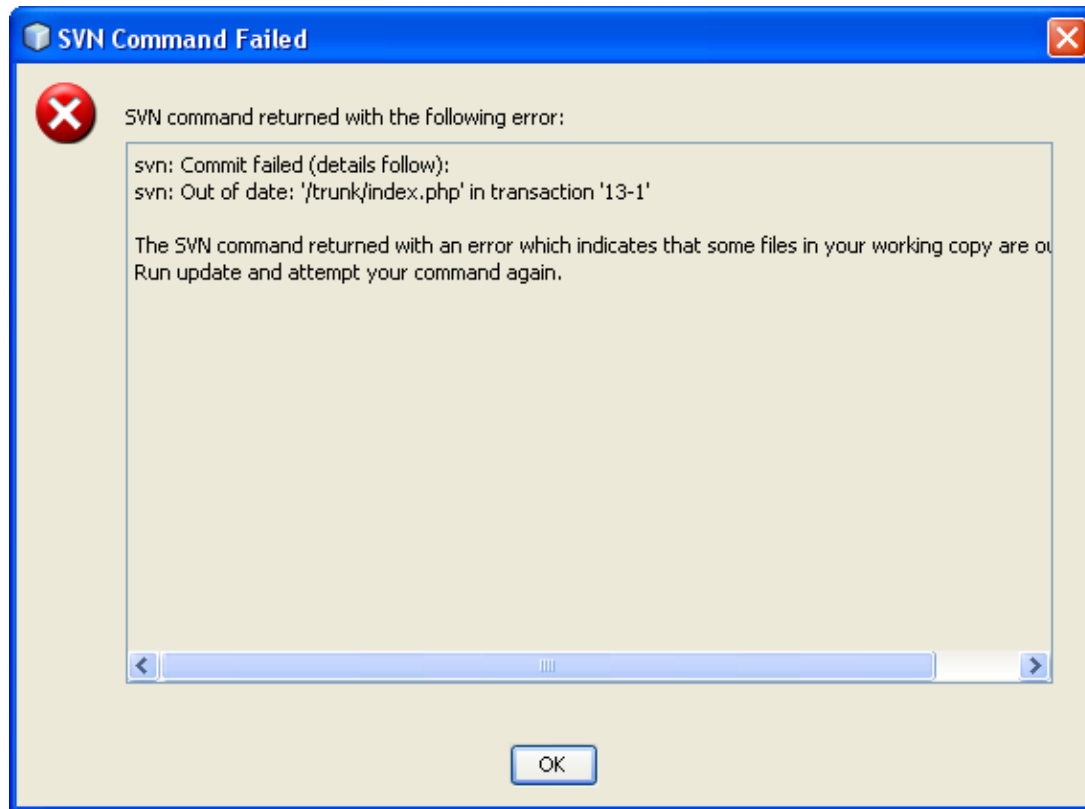 SVN Command Failed
SVN command returned with the following error:
svn: Commit failed (details follow):
svn: Out of date: '/trunk/index.php' in transaction '13-1'
The SVN command returned with an error which indicates that some files in your working copy are
Run update and attempt your command again.
OK